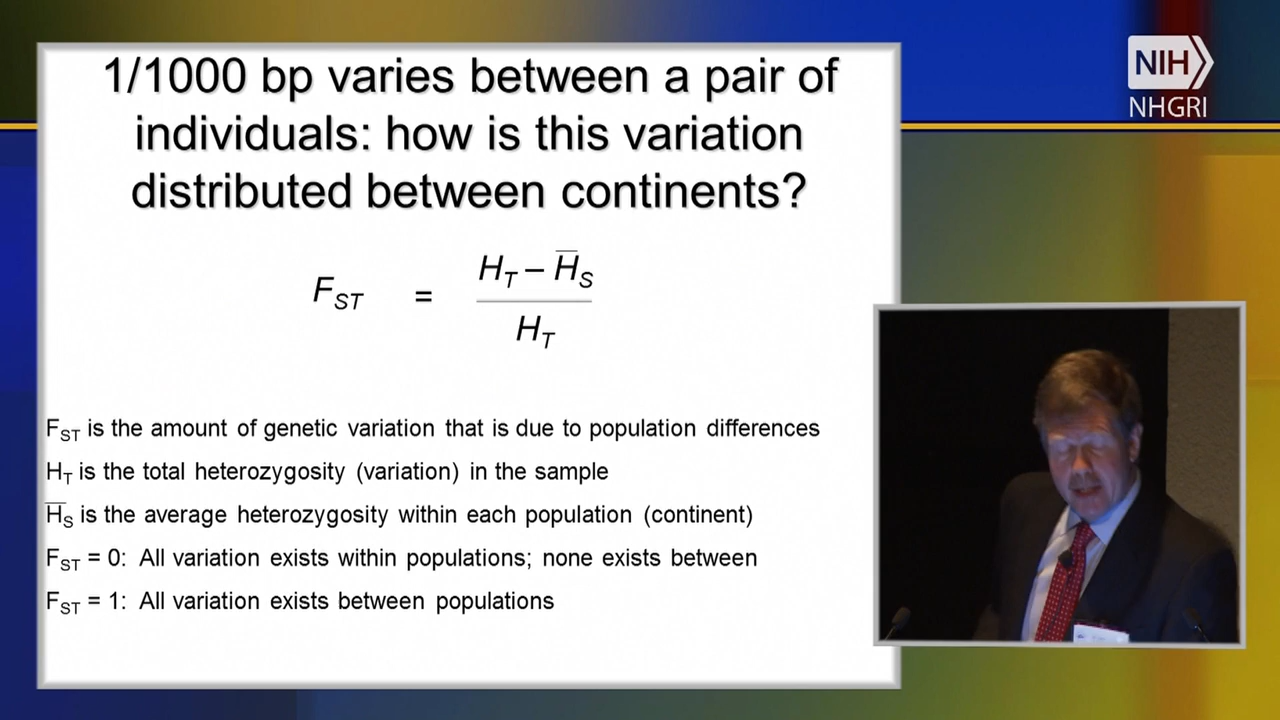 1/1000 bp varies between a pair of
individuals: how is this variation
distributed between continents?
F_ST = (H_T – H̅_S) / H_T
F_ST is the amount of genetic variation that is due to population differences
H_T is the total heterozygosity (variation) in the sample
H̅_S is the average heterozygosity within each population (continent)
F_ST = 0: All variation exists within populations; none exists between
F_ST = 1: All variation exists between populations
NIH
NHGRI